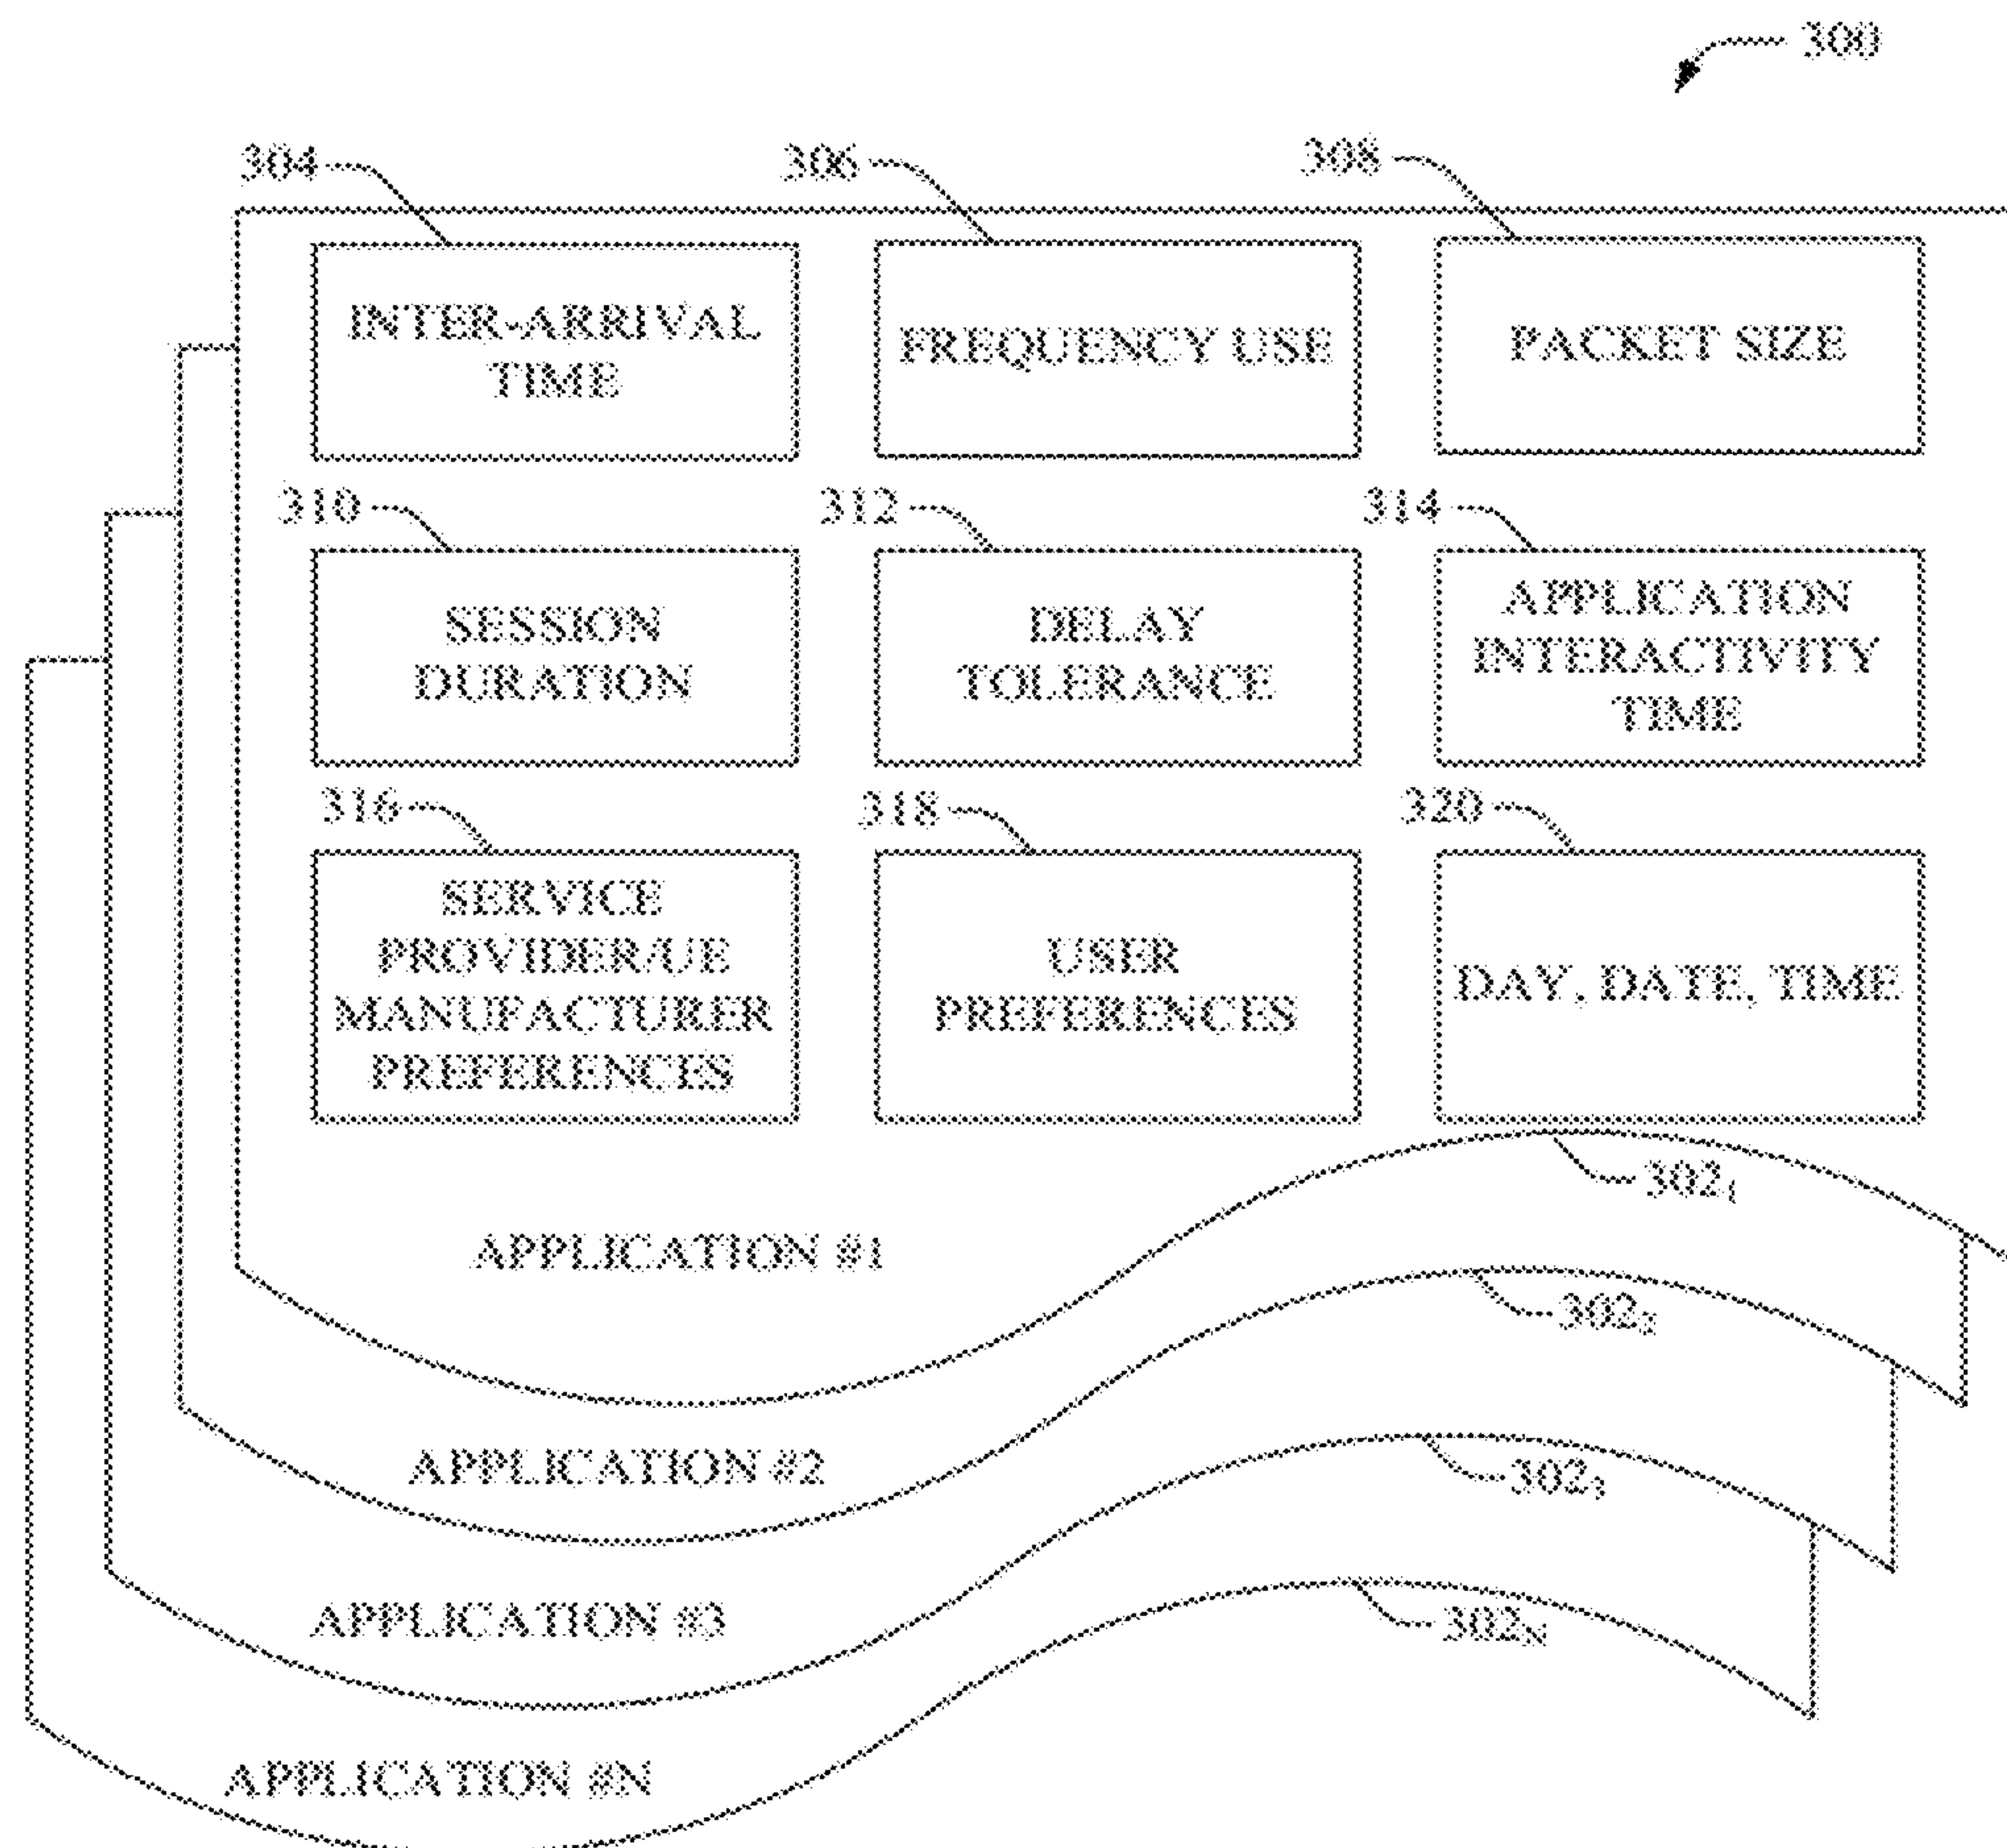 300
304
306
308
INTER-ARRIVAL
TIME
FREQUENCY USE
PACKET SIZE
310
312
314
SESSION
DURATION
DELAY
TOLERANCE
APPLICATION
INTERACTIVITY
TIME
316
318
320
SERVICE
PROVIDER/UE
MANUFACTURER
PREFERENCES
USER
PREFERENCES
DAY, DATE, TIME
302₁
APPLICATION #1
302₂
APPLICATION #2
302₃
APPLICATION #3
302N
APPLICATION #N